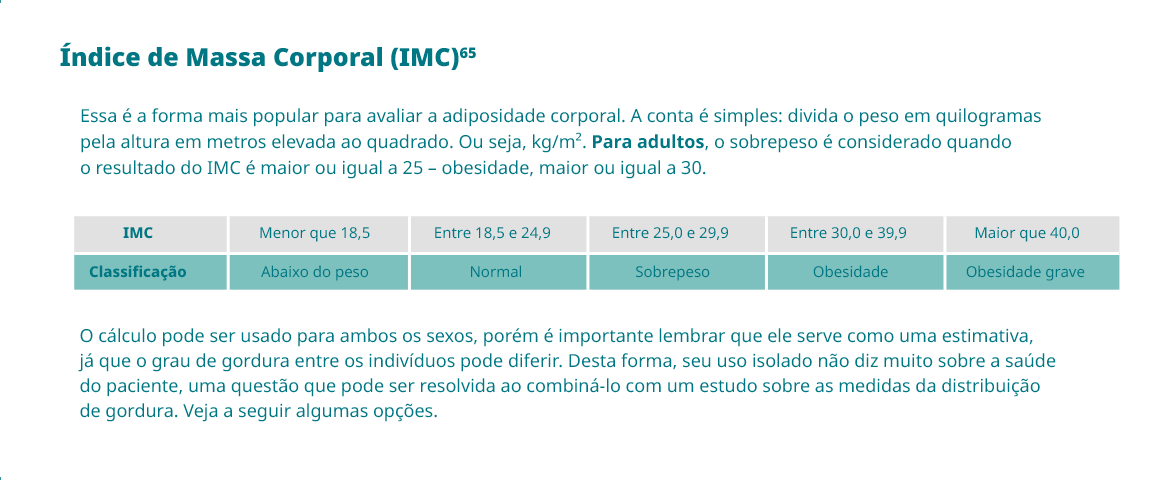 Índice de Massa Corporal (IMC)⁶⁵
Essa é a forma mais popular para avaliar a adiposidade corporal. A conta é simples: divida o peso em quilogramas
pela altura em metros elevada ao quadrado. Ou seja, kg/m². Para adultos, o sobrepeso é considerado quando
o resultado do IMC é maior ou igual a 25 – obesidade, maior ou igual a 30.
IMC Menor que 18,5 Entre 18,5 e 24,9 Entre 25,0 e 29,9 Entre 30,0 e 39,9 Maior que 40,0
Classificação Abaixo do peso Normal Sobrepeso Obesidade Obesidade grave
O cálculo pode ser usado para ambos os sexos, porém é importante lembrar que ele serve como uma estimativa,
já que o grau de gordura entre os indivíduos pode diferir. Desta forma, seu uso isolado não diz muito sobre a saúde
do paciente, uma questão que pode ser resolvida ao combiná-lo com um estudo sobre as medidas da distribuição
de gordura. Veja a seguir algumas opções.